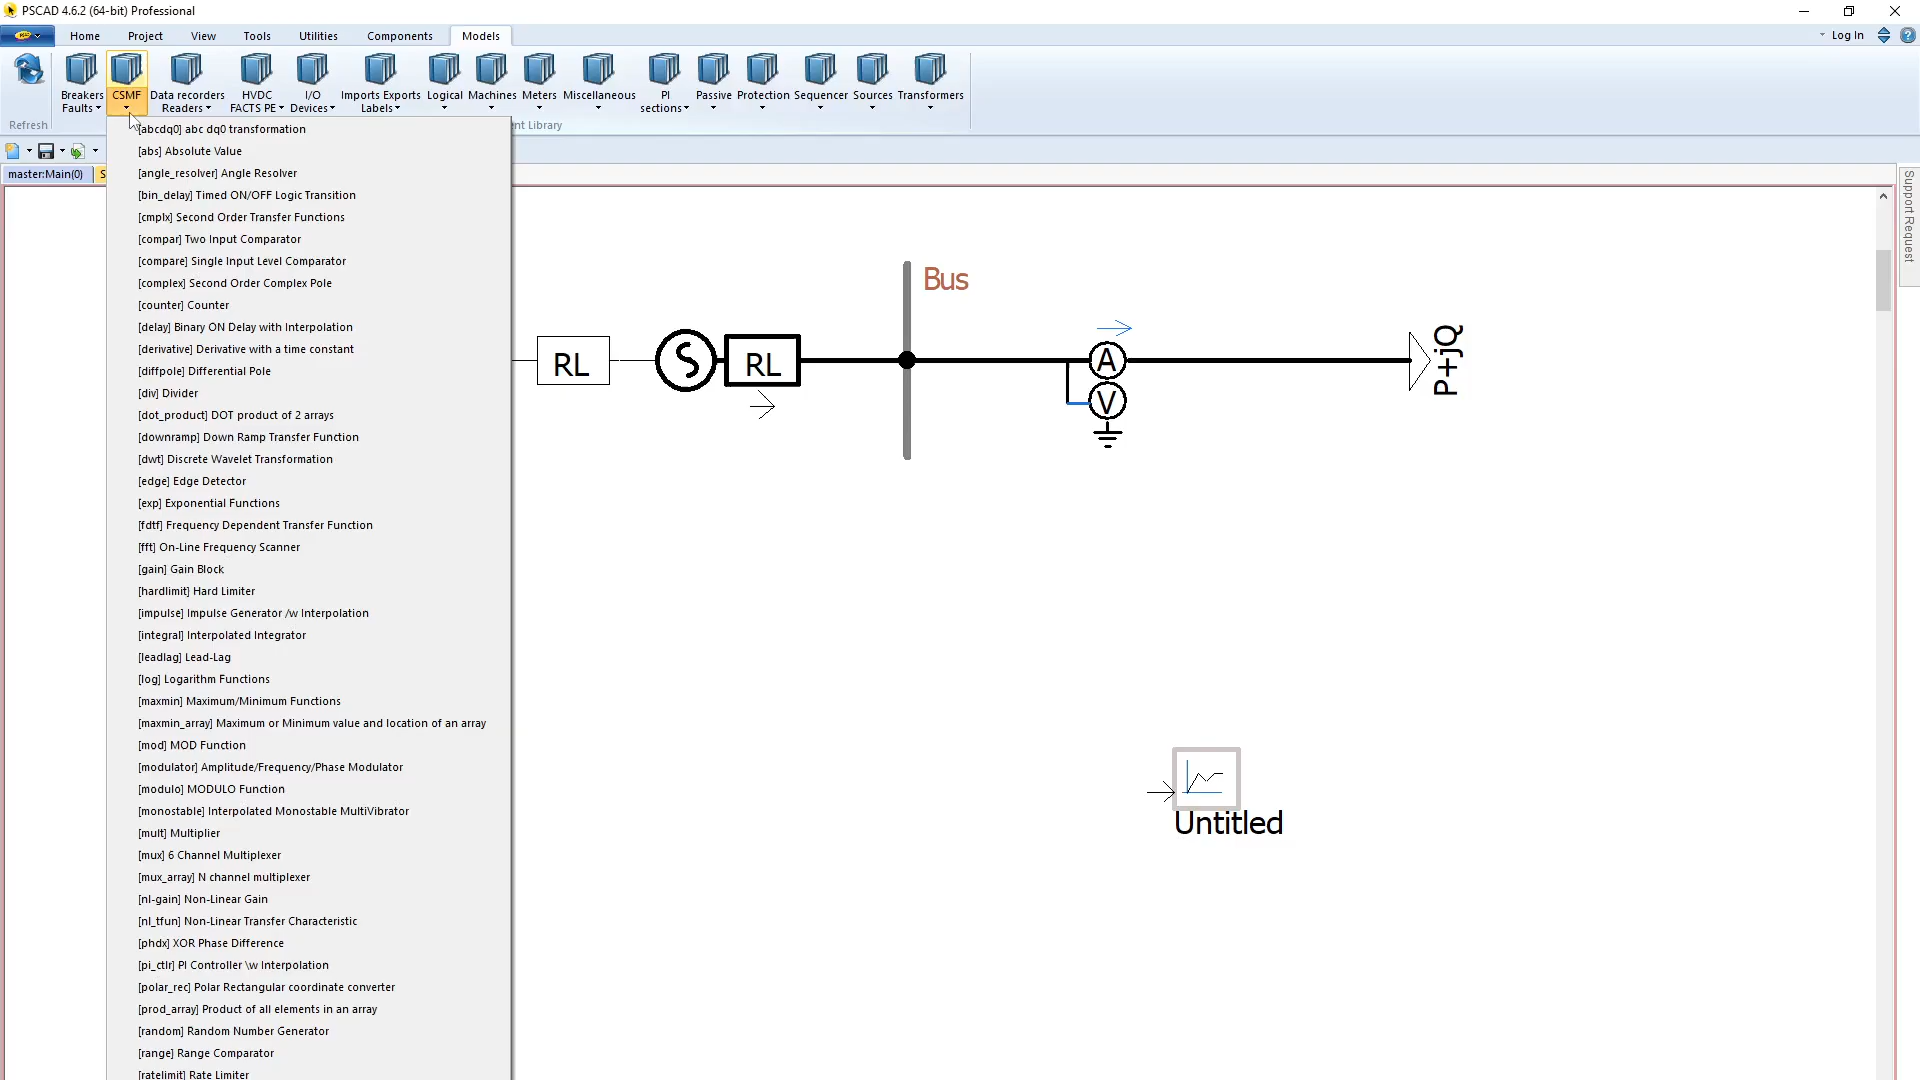 PSCAD 4.6.2 (64-bit) Professional
Home Project View Tools Utilities Components Models Log In
Breakers Faults
CSMF
Data recorders Readers
HVDC FACTS PE
I/O Devices
Imports Exports Labels
Logical
Machines
Meters
Miscellaneous
PI sections
Passive
Protection
Sequencer
Sources
Transformers
Refresh
ent Library
master:Main(0) S
Support Request
[abcdq0] abc dq0 transformation
[abs] Absolute Value
[angle_resolver] Angle Resolver
[bin_delay] Timed ON/OFF Logic Transition
[cmplx] Second Order Transfer Functions
[compar] Two Input Comparator
[compare] Single Input Level Comparator
[complex] Second Order Complex Pole
[counter] Counter
[delay] Binary ON Delay with Interpolation
[derivative] Derivative with a time constant
[diffpole] Differential Pole
[div] Divider
[dot_product] DOT product of 2 arrays
[downramp] Down Ramp Transfer Function
[dwt] Discrete Wavelet Transformation
[edge] Edge Detector
[exp] Exponential Functions
[fdtf] Frequency Dependent Transfer Function
[fft] On-Line Frequency Scanner
[gain] Gain Block
[hardlimit] Hard Limiter
[impulse] Impulse Generator /w Interpolation
[integral] Interpolated Integrator
[leadlag] Lead-Lag
[log] Logarithm Functions
[maxmin] Maximum/Minimum Functions
[maxmin_array] Maximum or Minimum value and location of an array
[mod] MOD Function
[modulator] Amplitude/Frequency/Phase Modulator
[modulo] MODULO Function
[monostable] Interpolated Monostable MultiVibrator
[mult] Multiplier
[mux] 6 Channel Multiplexer
[mux_array] N channel multiplexer
[nl-gain] Non-Linear Gain
[nl_tfun] Non-Linear Transfer Characteristic
[phdx] XOR Phase Difference
[pi_ctlr] PI Controller \w Interpolation
[polar_rec] Polar Rectangular coordinate converter
[prod_array] Product of all elements in an array
[random] Random Number Generator
[range] Range Comparator
[ratelimit] Rate Limiter
Bus
RL
S
RL
A
V
P+jQ
Untitled